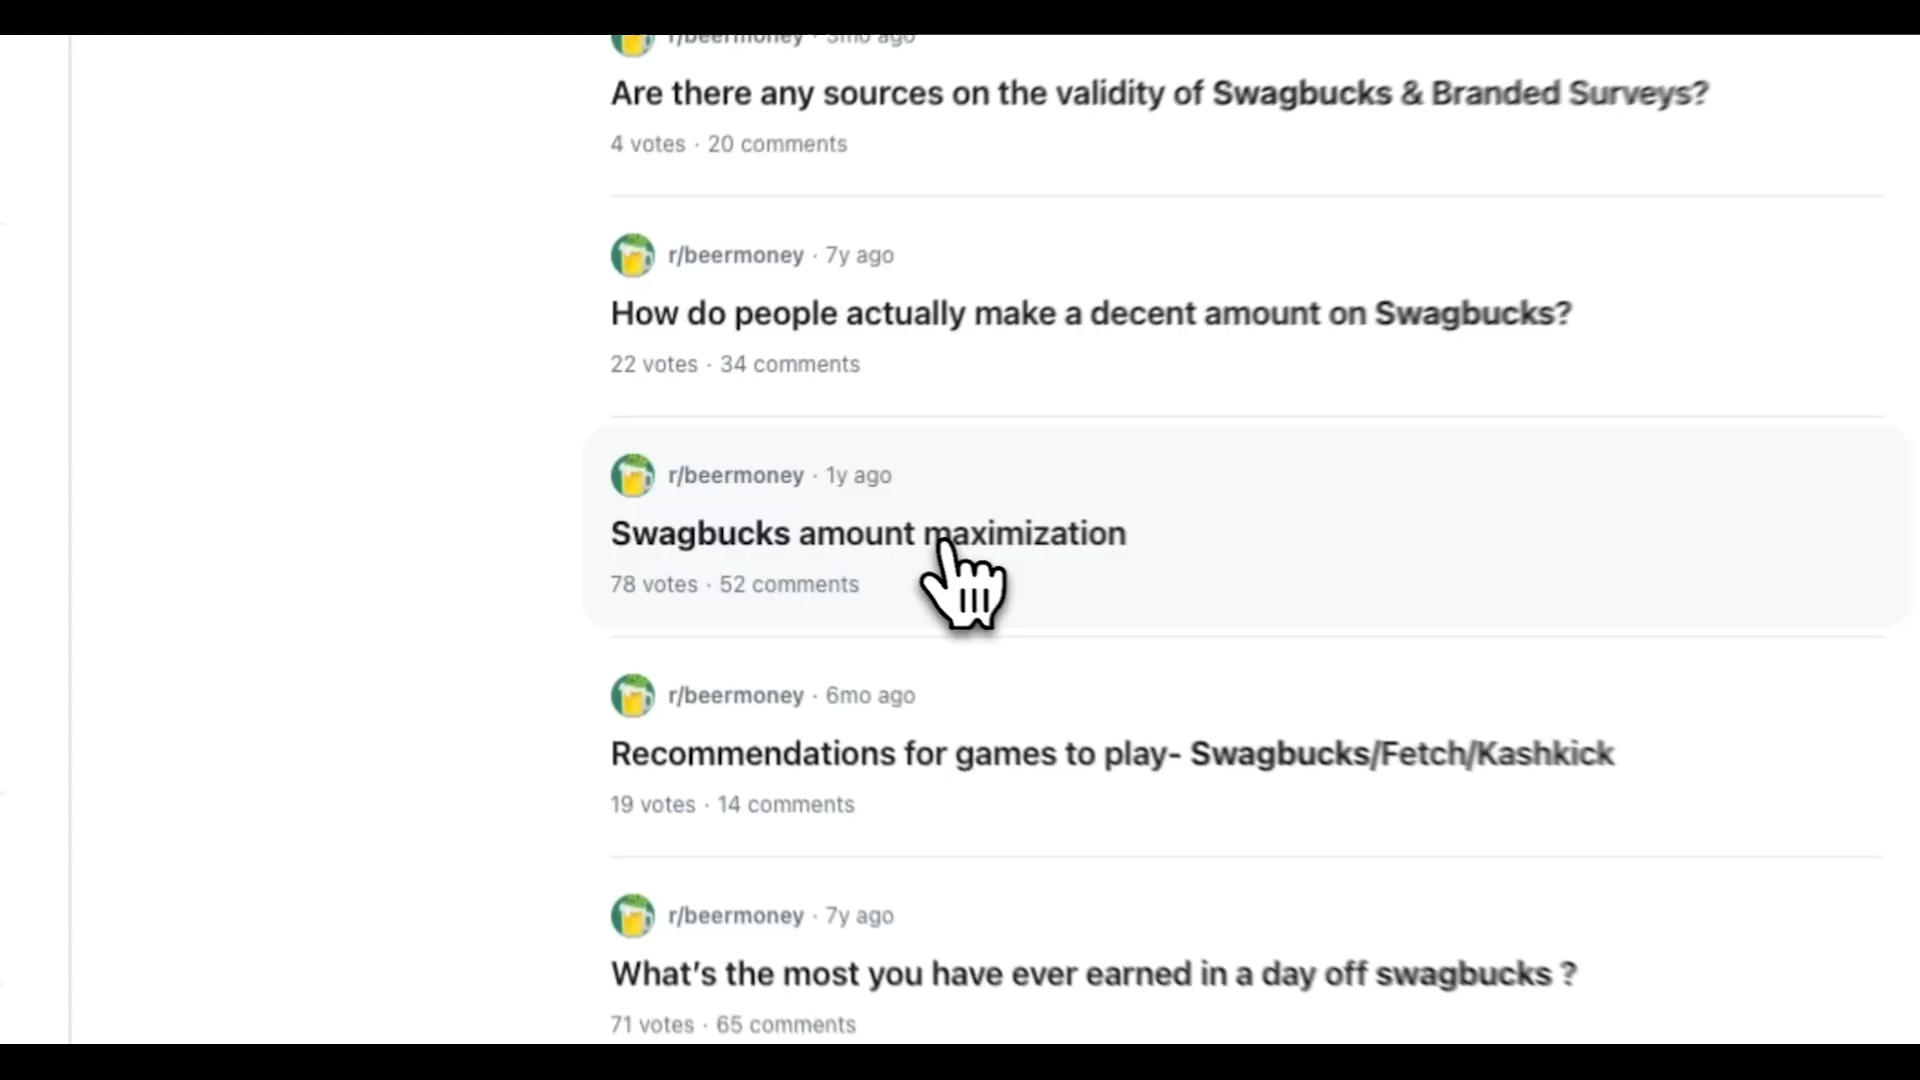 r/beermoney · 3mo ago
Are there any sources on the validity of Swagbucks & Branded Surveys?
4 votes · 20 comments
r/beermoney · 7y ago
How do people actually make a decent amount on Swagbucks?
22 votes · 34 comments
r/beermoney · 1y ago
Swagbucks amount maximization
78 votes · 52 comments
r/beermoney · 6mo ago
Recommendations for games to play- Swagbucks/Fetch/Kashkick
19 votes · 14 comments
r/beermoney · 7y ago
What's the most you have ever earned in a day off swagbucks ?
71 votes · 65 comments